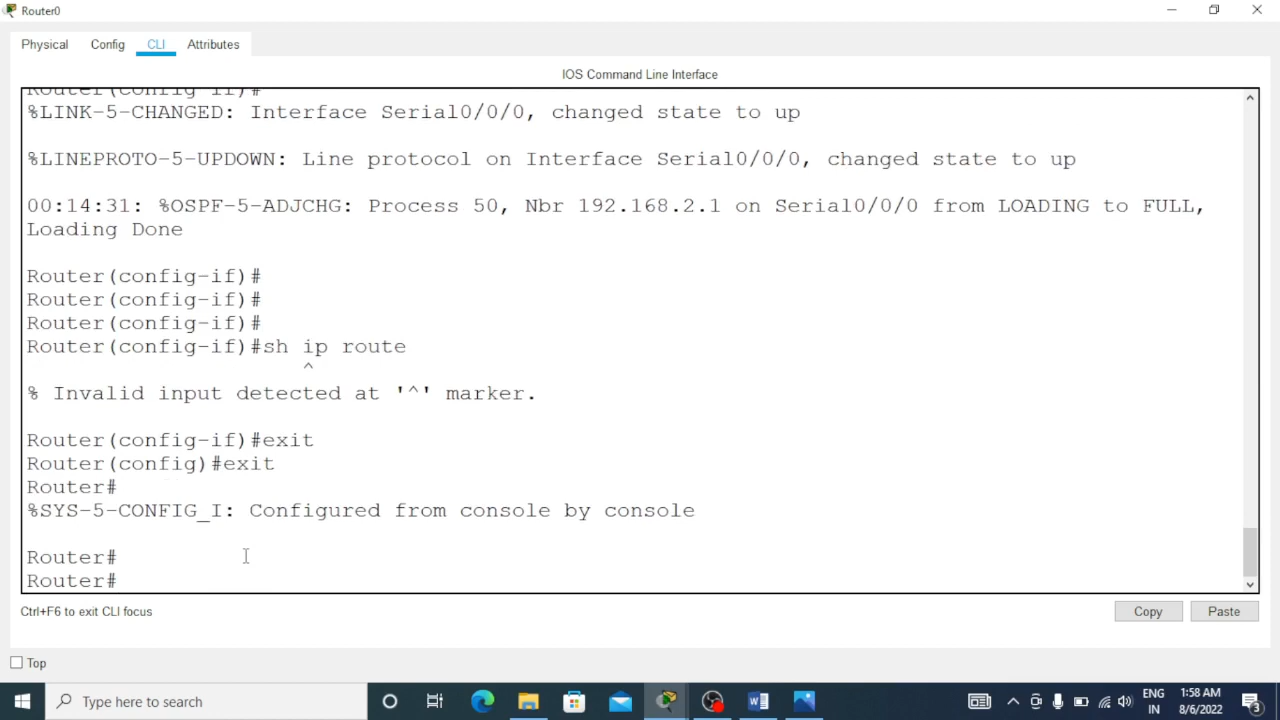 Router0
Physical Config CLI Attributes
IOS Command Line Interface
Router(config-if)#
%LINK-5-CHANGED: Interface Serial0/0/0, changed state to up
%LINEPROTO-5-UPDOWN: Line protocol on Interface Serial0/0/0, changed state to up
00:14:31: %OSPF-5-ADJCHG: Process 50, Nbr 192.168.2.1 on Serial0/0/0 from LOADING to FULL,
Loading Done
Router(config-if)#
Router(config-if)#
Router(config-if)#
Router(config-if)#sh ip route
^
% Invalid input detected at '^' marker.
Router(config-if)#exit
Router(config)#exit
Router#
%SYS-5-CONFIG_I: Configured from console by console
Router#
Router#
Ctrl+F6 to exit CLI focus
Copy Paste
Top
Type here to search
ENG 1:58 AM
IN 8/6/2022 3